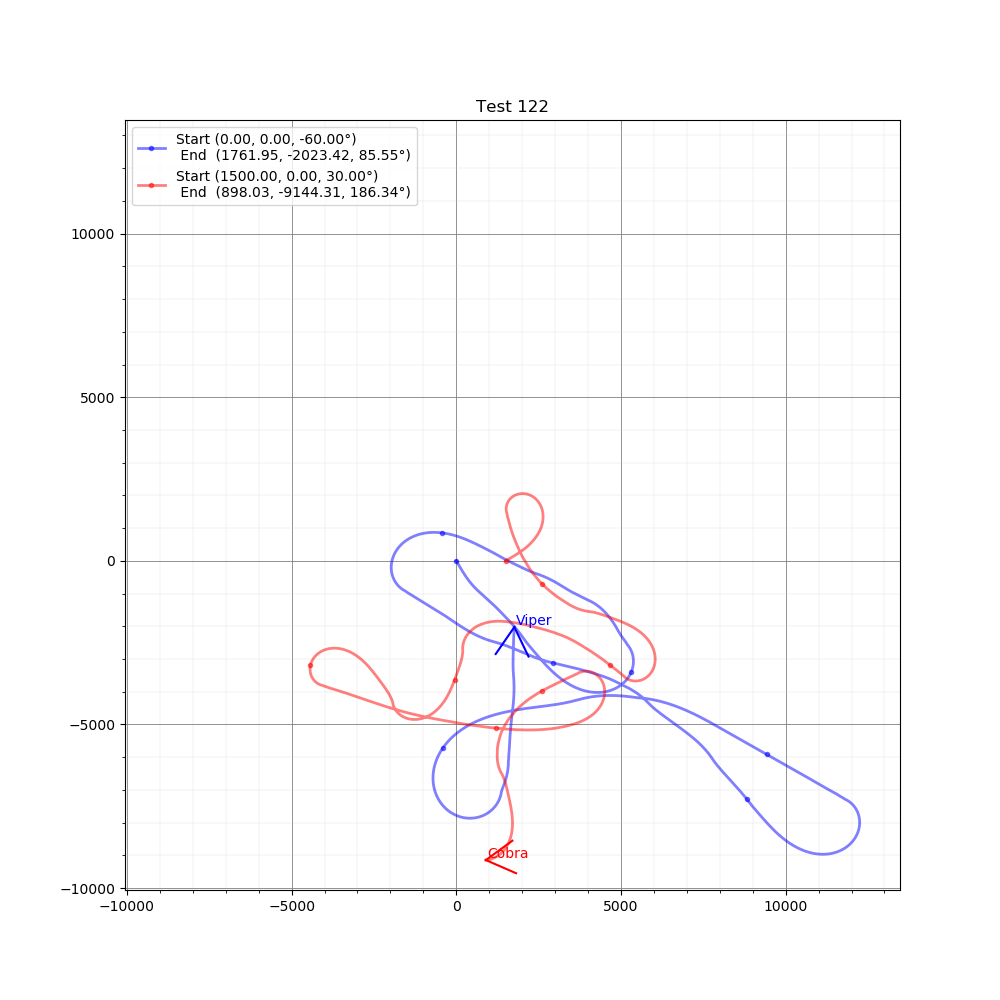 Test 122
Start (0.00, 0.00, -60.00°)
End  (1761.95, -2023.42, 85.55°)
Start (1500.00, 0.00, 30.00°)
End  (898.03, -9144.31, 186.34°)
10000
5000
0
Viper
−5000
Cobra
−10000
−10000 −5000 0 5000 10000